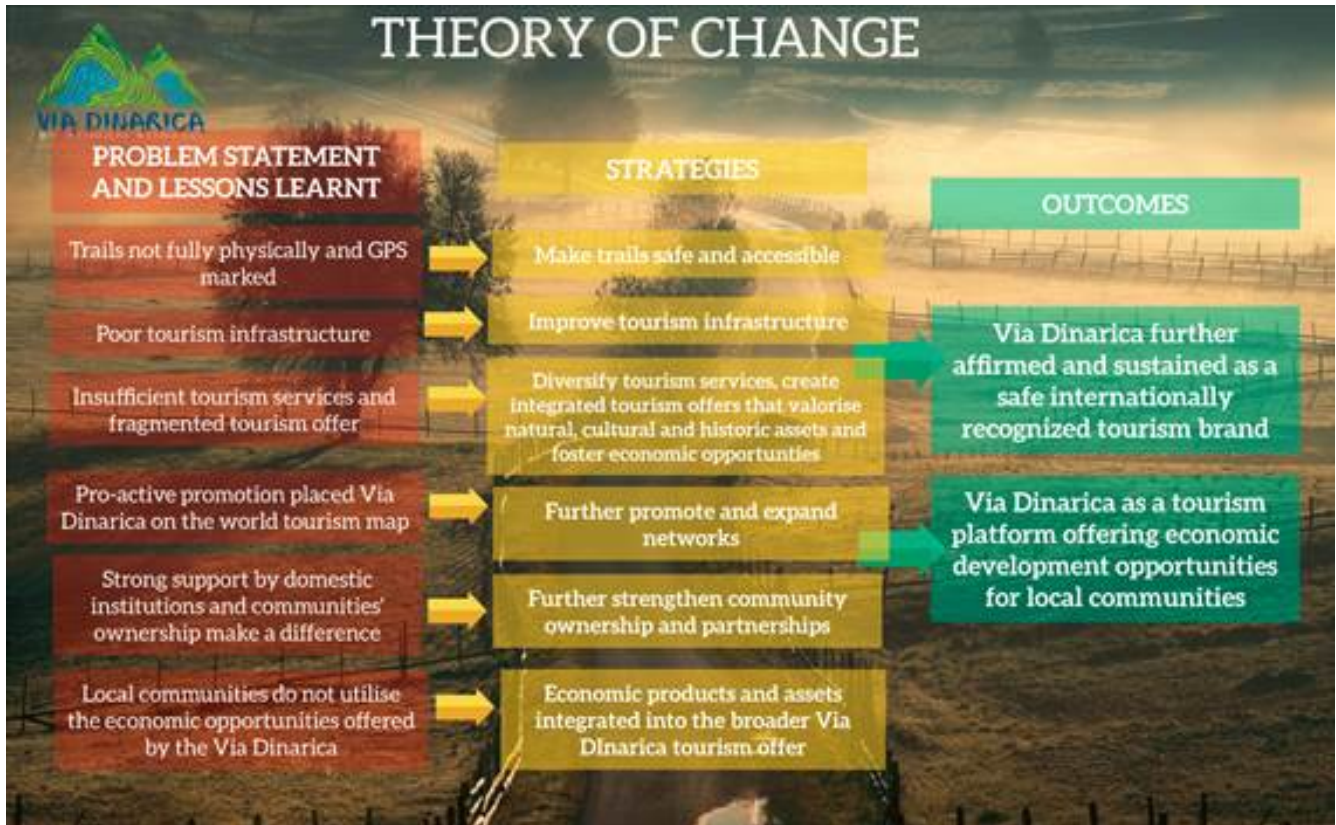 THEORY OF CHANGE
VIA DINARICA
PROBLEM STATEMENT
AND LESSONS LEARNT
Trails not fully physically and GPS
marked
Poor tourism infrastructure
Insufficient tourism services and
fragmented tourism offer
Pro-active promotion placed Via
Dinarica on the world tourism map
Strong support by domestic
institutions and communities'
ownership make a difference
Local communities do not utilise
the economic opportunities offered
by the Via Dinarica
STRATEGIES
Make trails safe and accessible
Improve tourism infrastructure
Diversify tourism services, create
integrated tourism offers that valorise
natural, cultural and historic assets and
foster economic opportunties
Further promote and expand
networks
Further strengthen community
ownership and partnerships
Economic products and assets
integrated into the broader Via
DInarica tourism offer
OUTCOMES
Via Dinarica further
affirmed and sustained as a
safe internationally
recognized tourism brand
Via Dinarica as a tourism
platform offering economic
development opportunities
for local communities